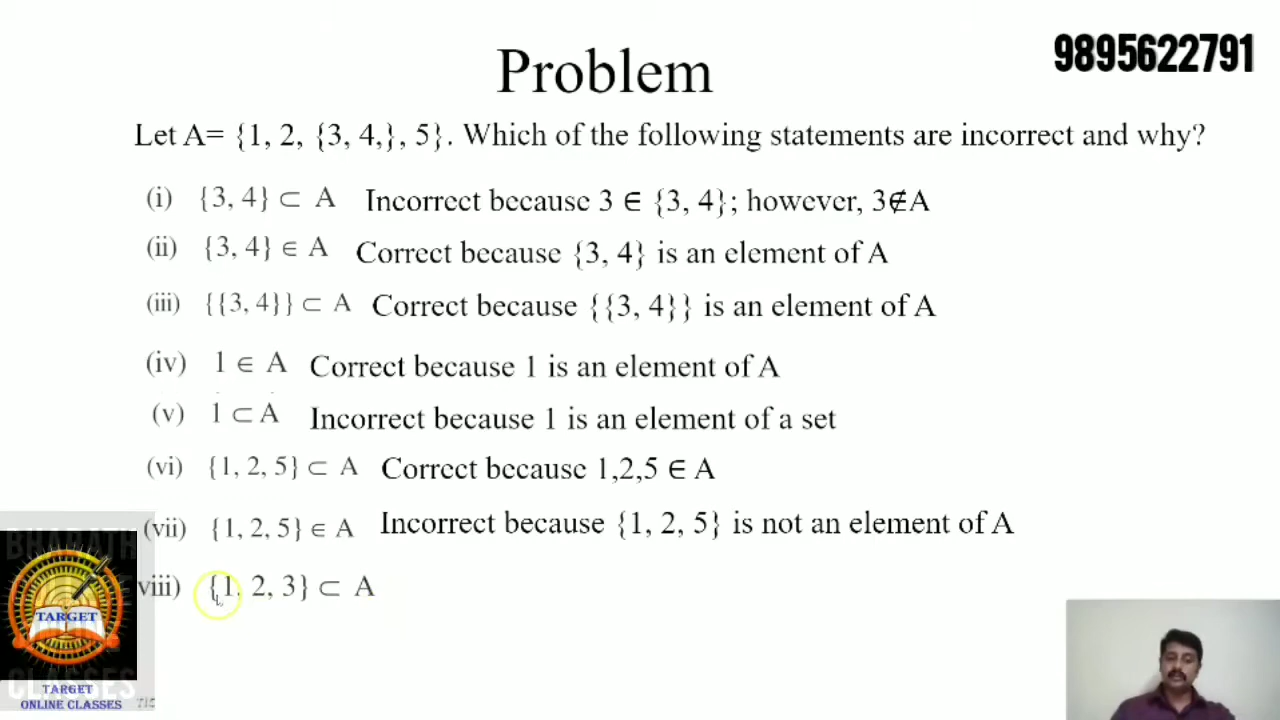 9895622791
Problem
Let A= {1, 2, {3, 4,}, 5}. Which of the following statements are incorrect and why?
(i) {3, 4} ⊂ A Incorrect because 3 ∈ {3, 4}; however, 3∉A
(ii) {3, 4} ∈ A Correct because {3, 4} is an element of A
(iii) {{3, 4}} ⊂ A Correct because {{3, 4}} is an element of A
(iv) 1 ∈ A Correct because 1 is an element of A
(v) 1 ⊂ A Incorrect because 1 is an element of a set
(vi) {1, 2, 5} ⊂ A Correct because 1,2,5 ∈ A
(vii) {1, 2, 5} ∈ A Incorrect because {1, 2, 5} is not an element of A
viii) {1, 2, 3} ⊂ A
BHARATH
TARGET
CLASSES
TARGET
ONLINE CLASSES